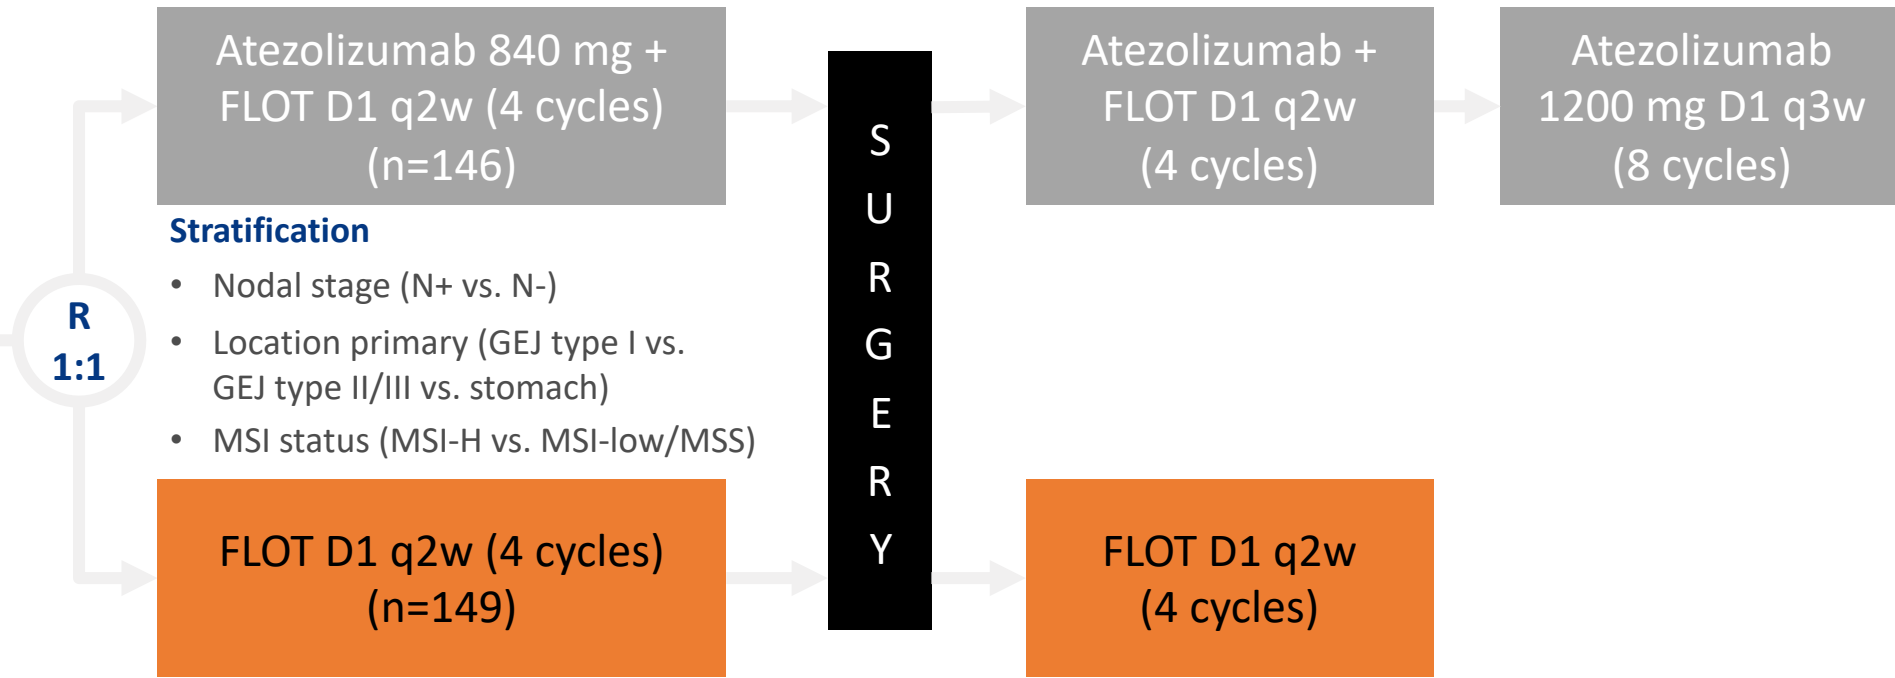 Atezolizumab 840 mg +
FLOT D1 q2w (4 cycles)
(n=146)
Atezolizumab +
FLOT D1 q2w
(4 cycles)
Atezolizumab
1200 mg D1 q3w
(8 cycles)
Stratification
• Nodal stage (N+ vs. N-)
• Location primary (GEJ type I vs.
GEJ type II/III vs. stomach)
• MSI status (MSI-H vs. MSI-low/MSS)
R
1:1
S
U
R
G
E
R
Y
FLOT D1 q2w (4 cycles)
(n=149)
FLOT D1 q2w
(4 cycles)